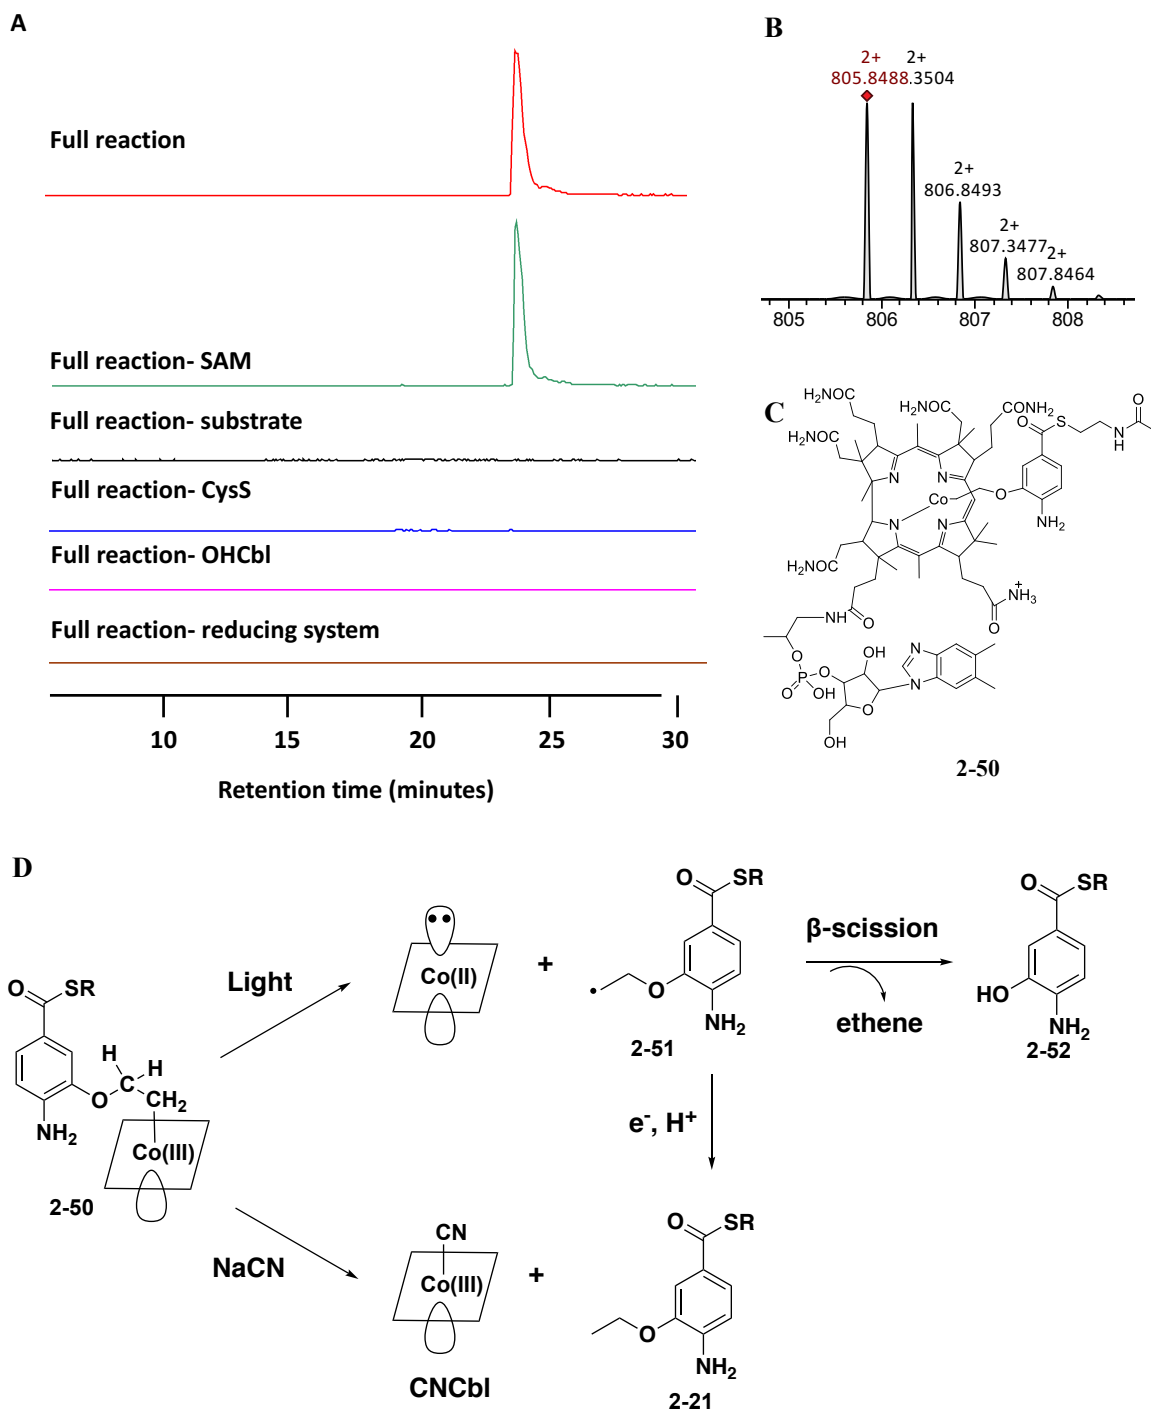 A
Full reaction
Full reaction- SAM
Full reaction- substrate
Full reaction- CysS
Full reaction- OHCbl
Full reaction- reducing system
10 15 20 25 30
Retention time (minutes)
B
2+ 2+
805.8488.3504
2+
806.8493
2+
807.3477
2+
807.8464
805 806 807 808
C
H₂NOC
H₂NOC
CONH₂
H₂NOC
O
S
O
N
H
O
NH₂
N
N
Co
N
N
H₂NOC
NH
O
+
NH₃
O
O
P
O
OH
O
OH
N
N
O
OH
2-50
D
O
SR
H
H
C
O
CH₂
NH₂
Co(III)
2-50
Light
Co(II)
+
O
SR
O
NH₂
2-51
β-scission
ethene
O
SR
HO
NH₂
2-52
e⁻, H⁺
NaCN
CN
Co(III)
CNCbl
+
O
SR
O
NH₂
2-21